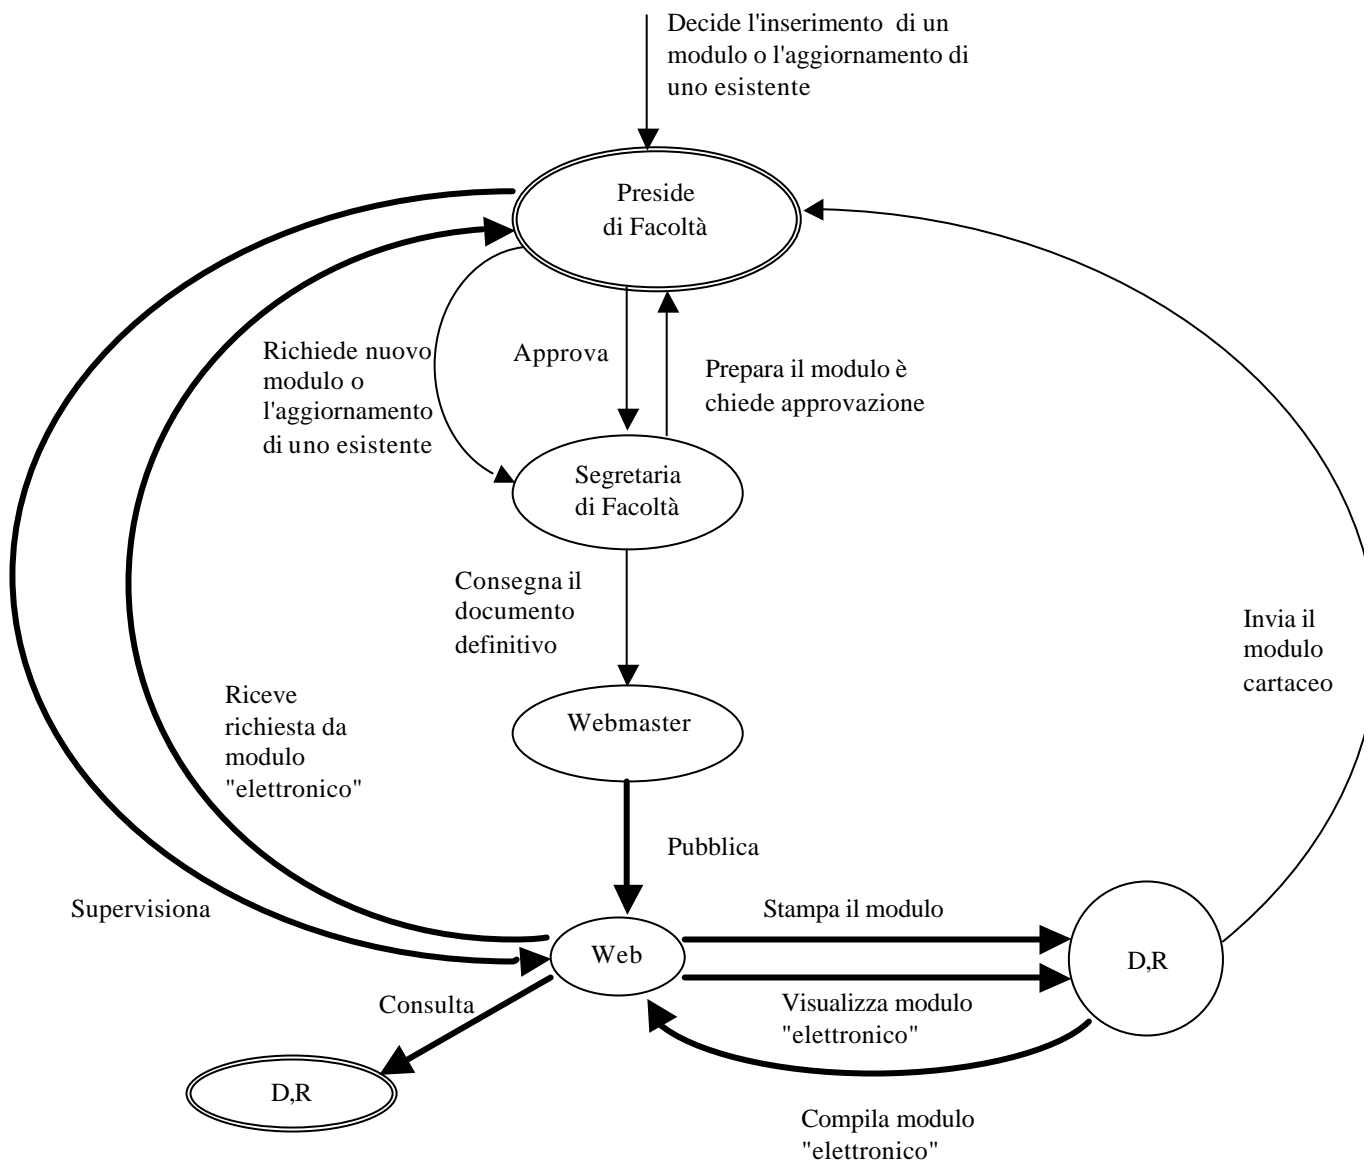 Decide l'inserimento di un
modulo o l'aggiornamento di
uno esistente
Preside
di Facoltà
Richiede nuovo
modulo o
l'aggiornamento
di uno esistente
Approva
Prepara il modulo è
chiede approvazione
Segretaria
di Facoltà
Consegna il
documento
definitivo
Invia il
modulo
cartaceo
Riceve
richiesta da
modulo
"elettronico"
Webmaster
Pubblica
Supervisiona
Stampa il modulo
Web
D,R
Consulta
Visualizza modulo
"elettronico"
D,R
Compila modulo
"elettronico"